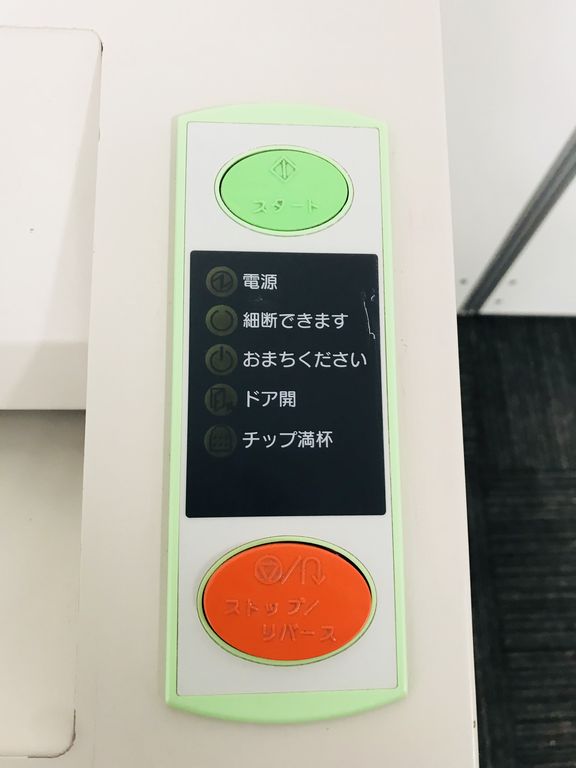 スタート
電源
細断できます
おまちください
ドア開
チップ満杯
ストップ/
リバース